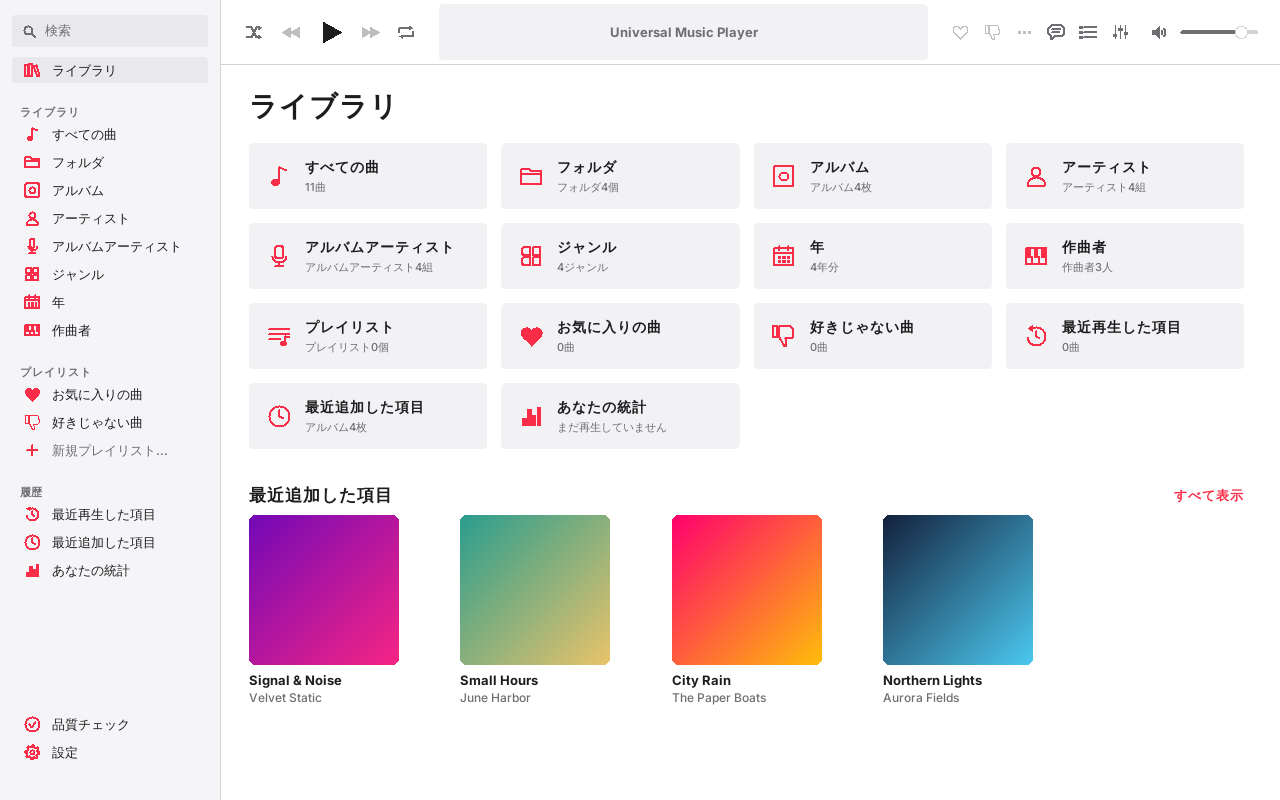 検索
ライブラリ
ライブラリ
すべての曲
フォルダ
アルバム
アーティスト
アルバムアーティスト
ジャンル
年
作曲者
プレイリスト
お気に入りの曲
好きじゃない曲
新規プレイリスト...
履歴
最近再生した項目
最近追加した項目
あなたの統計
品質チェック
設定
Universal Music Player
ライブラリ
すべての曲
11曲
フォルダ
フォルダ4個
アルバム
アルバム4枚
アーティスト
アーティスト4組
アルバムアーティスト
アルバムアーティスト4組
ジャンル
4ジャンル
年
4年分
作曲者
作曲者3人
プレイリスト
プレイリスト0個
お気に入りの曲
0曲
好きじゃない曲
0曲
最近再生した項目
0曲
最近追加した項目
アルバム4枚
あなたの統計
まだ再生していません
最近追加した項目
すべて表示
Signal & Noise
Velvet Static
Small Hours
June Harbor
City Rain
The Paper Boats
Northern Lights
Aurora Fields